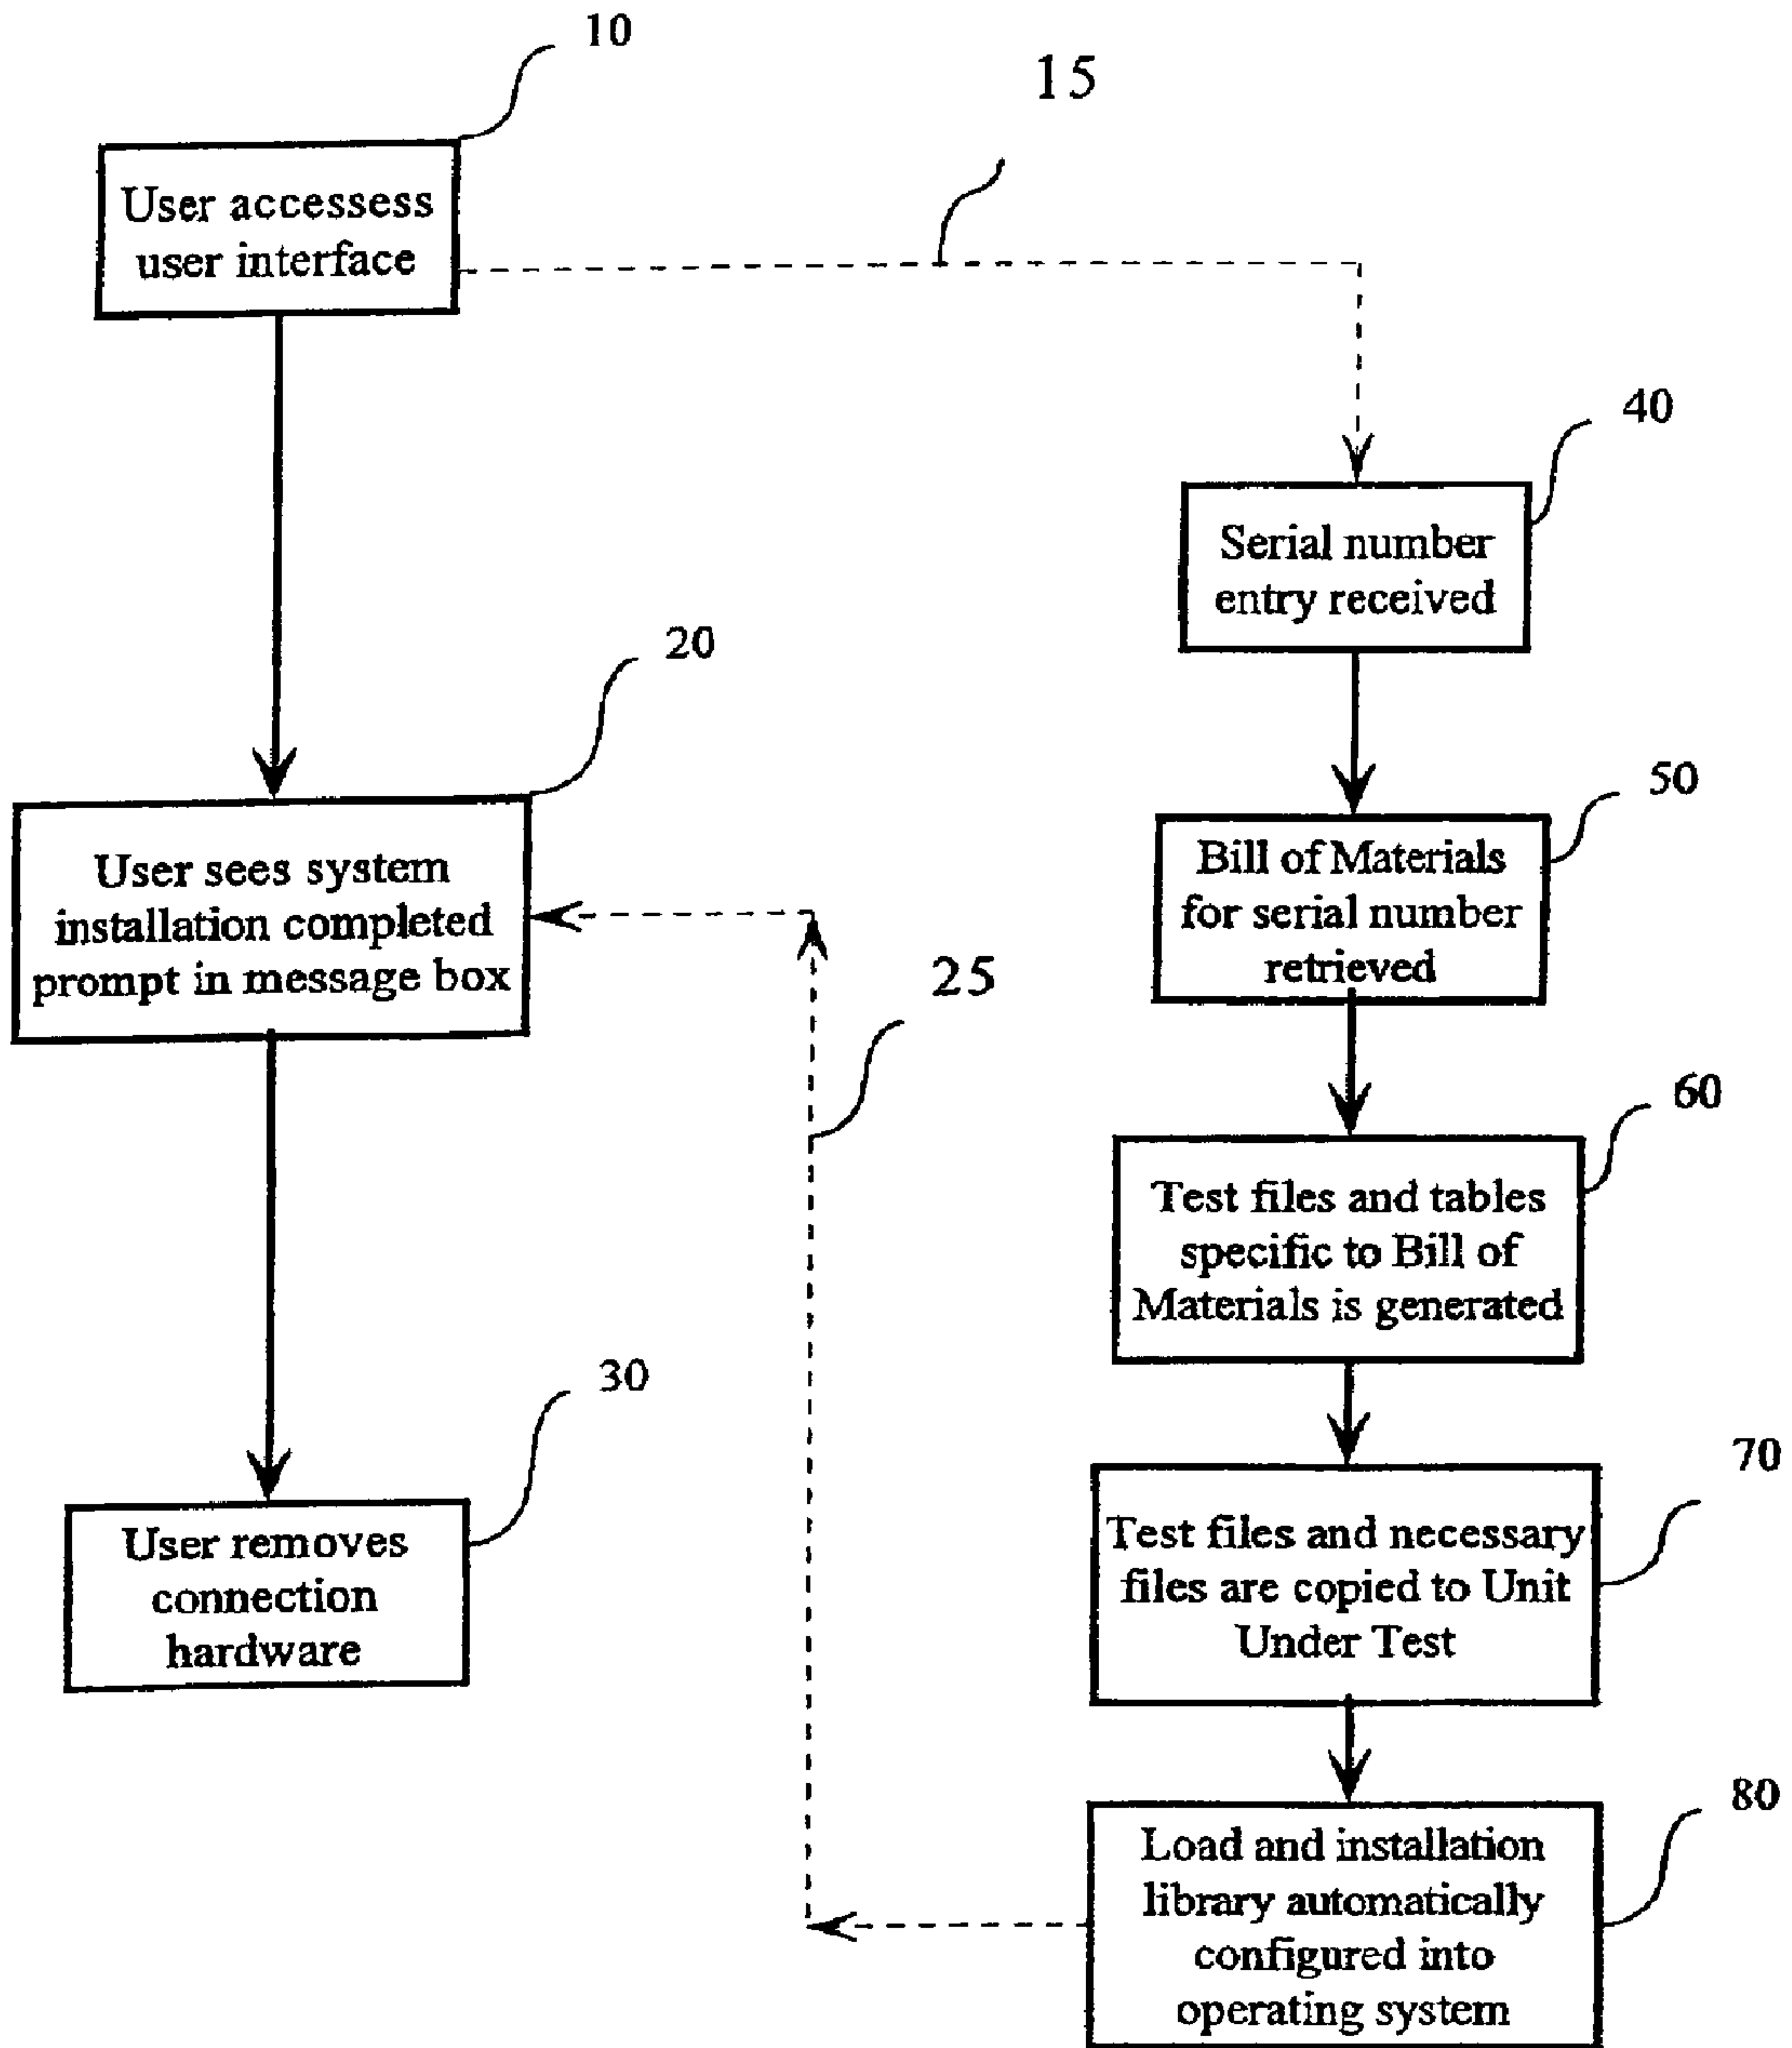 10
15
User accessess
user interface
40
Serial number
entry received
20
50
User sees system
installation completed
prompt in message box
Bill of Materials
for serial number
retrieved
25
60
Test files and tables
specific to Bill of
Materials is generated
30
70
User removes
connection
hardware
Test files and necessary
files are copied to Unit
Under Test
80
Load and installation
library automatically
configured into
operating system